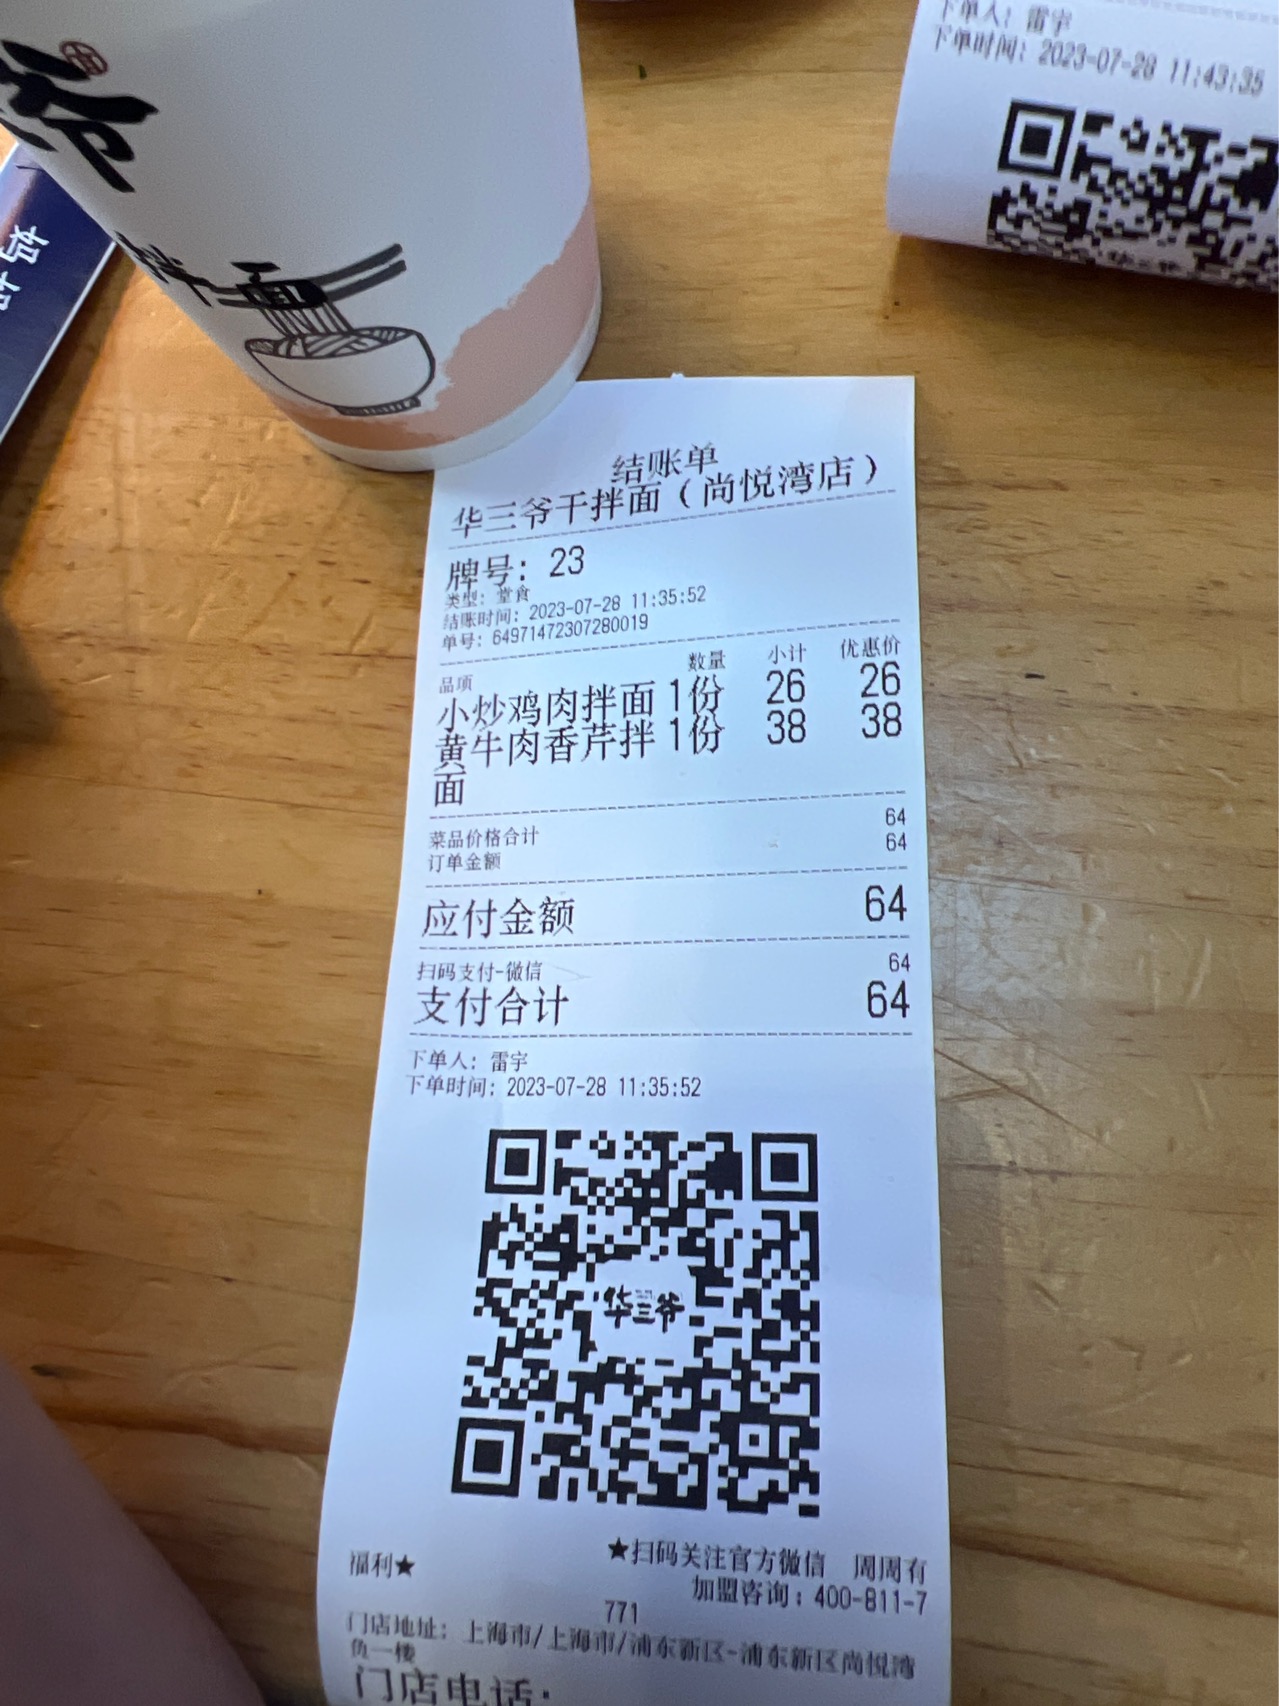 爷
拌面
下单人: 雷宇
下单时间: 2023-07-28 11:43:35
华三爷
结账单
华三爷干拌面（尚悦湾店）
牌号: 23
类型: 堂食
结账时间: 2023-07-28 11:35:52
单号: 64971472307280019
品项 数量 小计 优惠价
小炒鸡肉拌面 1份 26 26
黄牛肉香芹拌 1份 38 38
面
菜品价格合计 64
订单金额 64
应付金额 64
扫码支付-微信 64
支付合计 64
下单人: 雷宇
下单时间: 2023-07-28 11:35:52
华三爷
★扫码关注官方微信 周周有
福利★
加盟咨询: 400-811-7
771
门店地址: 上海市/上海市/浦东新区-浦东新区尚悦湾
负一楼
门店电话: